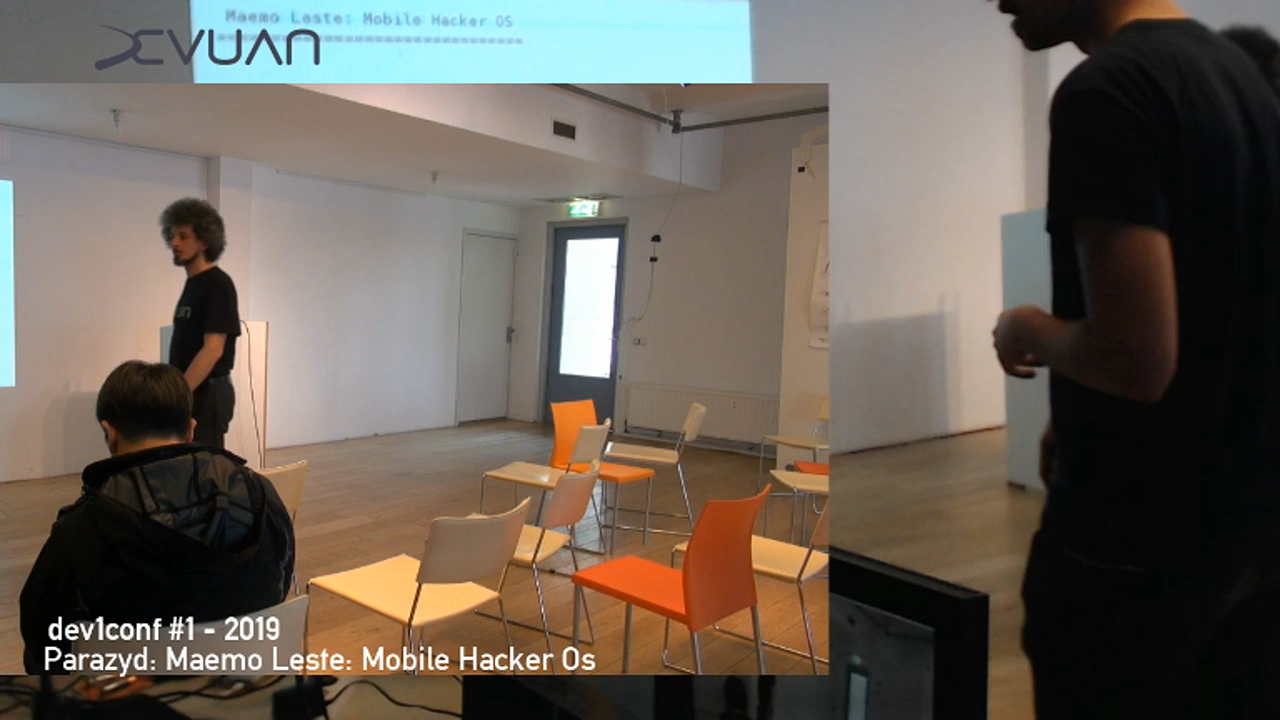 Maemo Leste: Mobile Hacker OS
==================================
DEVUAN
dev1conf #1 - 2019
Parazyd: Maemo Leste: Mobile Hacker Os